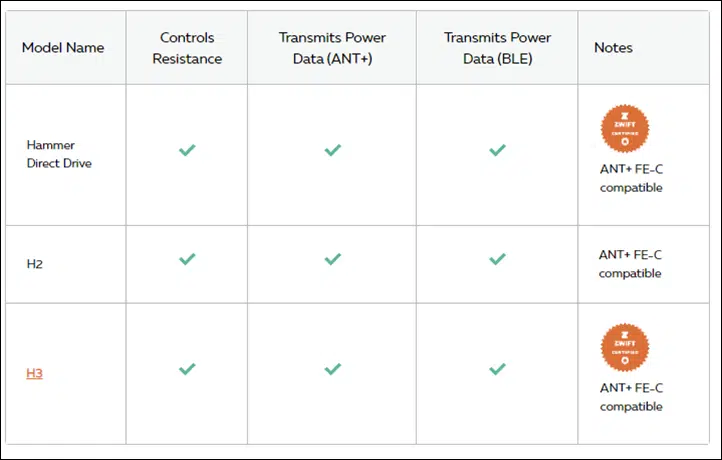 Model Name
Controls
Resistance
Transmits Power
Data (ANT+)
Transmits Power
Data (BLE)
Notes
Hammer
Direct Drive
ZWIFT
CERTIFIED
ANT+ FE-C
compatible
H2
ANT+ FE-C
compatible
H3
ZWIFT
CERTIFIED
ANT+ FE-C
compatible